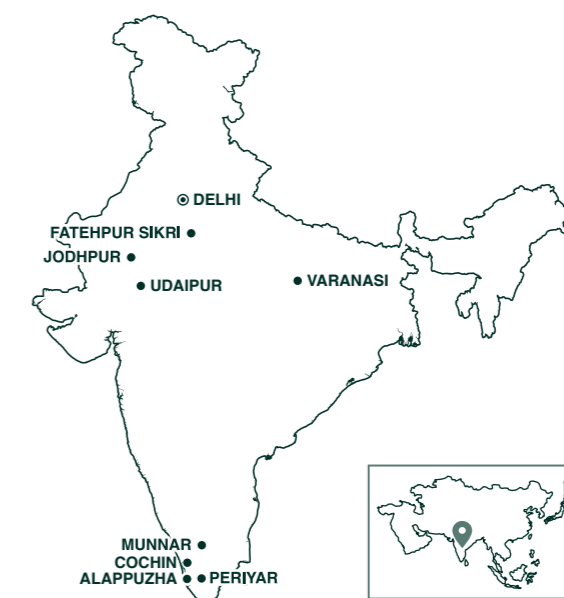 DELHI
FATEHPUR SIKRI
JODHPUR
UDAIPUR
VARANASI
MUNNAR
COCHIN
ALAPPUZHA
PERIYAR